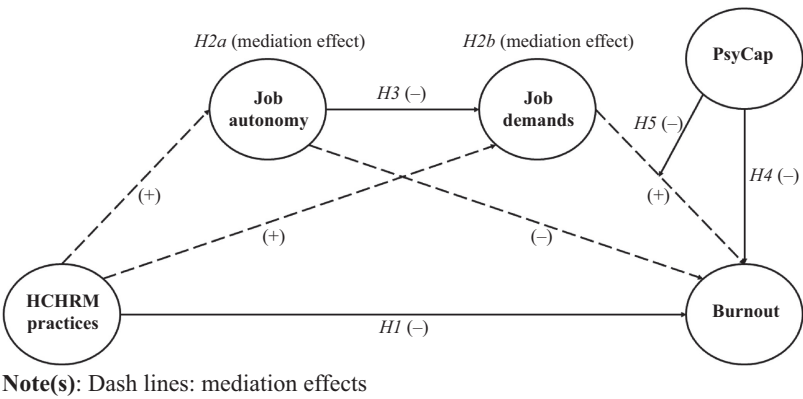 H2a (mediation effect)
H2b (mediation effect)
PsyCap
Job
autonomy
H3 (–)
Job
demands
H5 (–)
H4 (–)
(+)
(+)
(–)
(+)
HCHRM
practices
H1 (–)
Burnout
Note(s): Dash lines: mediation effects